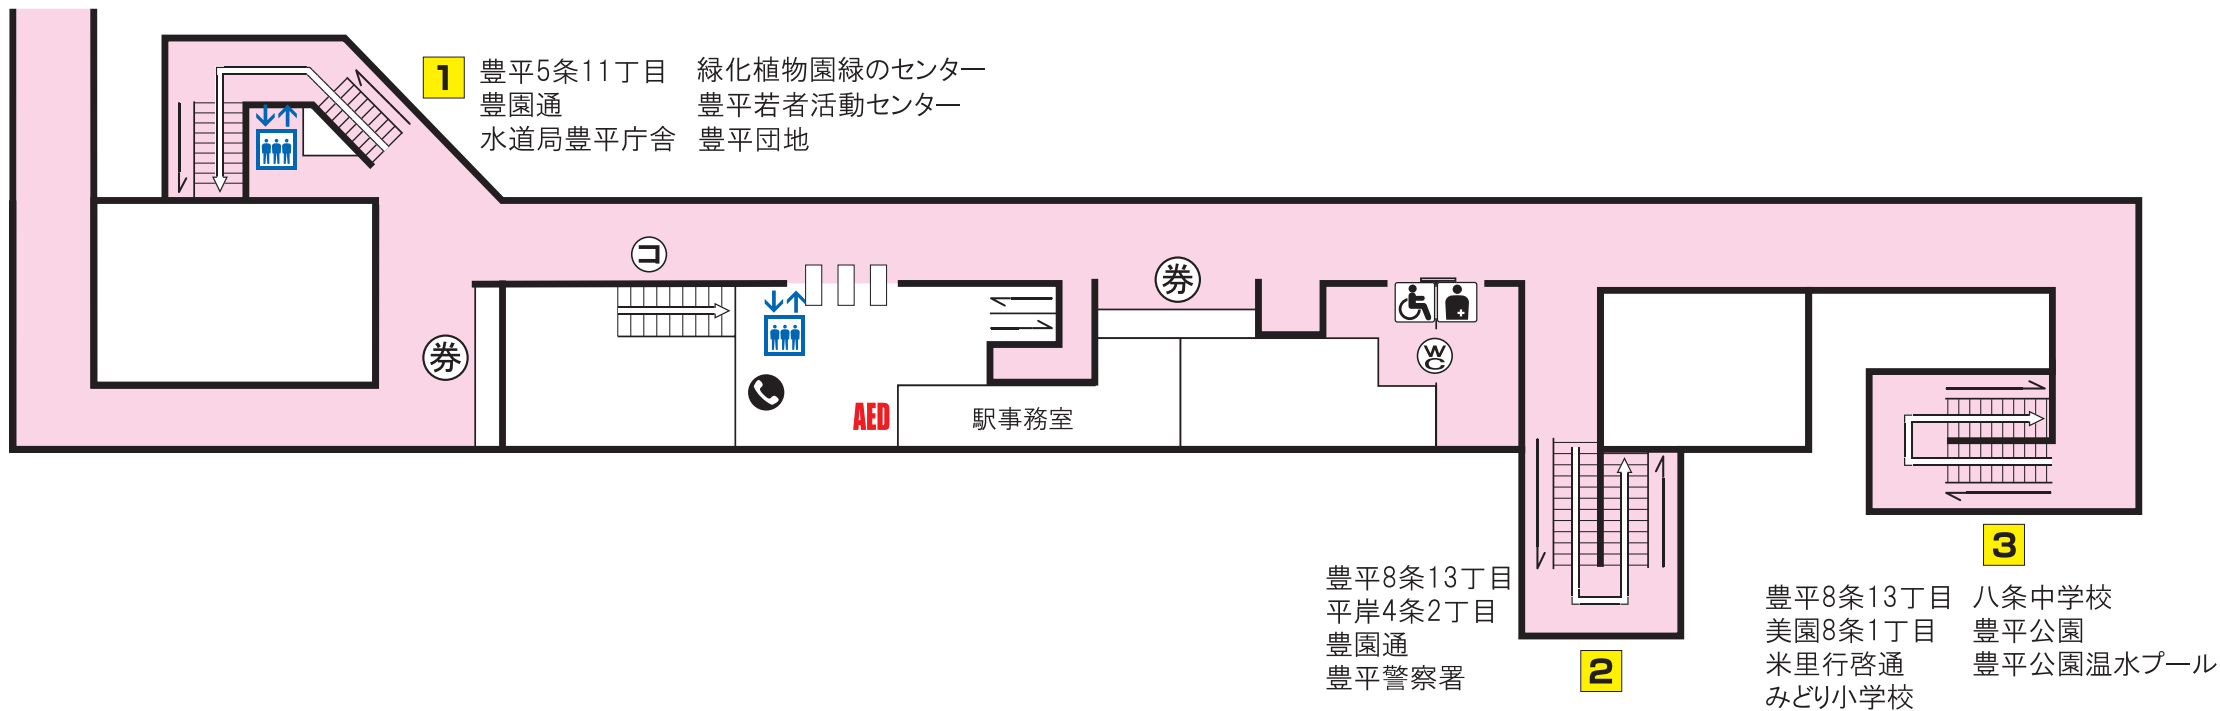 1
豊平5条11丁目
豊園通
水道局豊平庁舎
緑化植物園緑のセンター
豊平若者活動センター
豊平団地
コ
券
券
WC
AED
駅事務室
2
豊平8条13丁目
平岸4条2丁目
豊園通
豊平警察署
3
豊平8条13丁目
美園8条1丁目
米里行啓通
みどり小学校
八条中学校
豊平公園
豊平公園温水プール